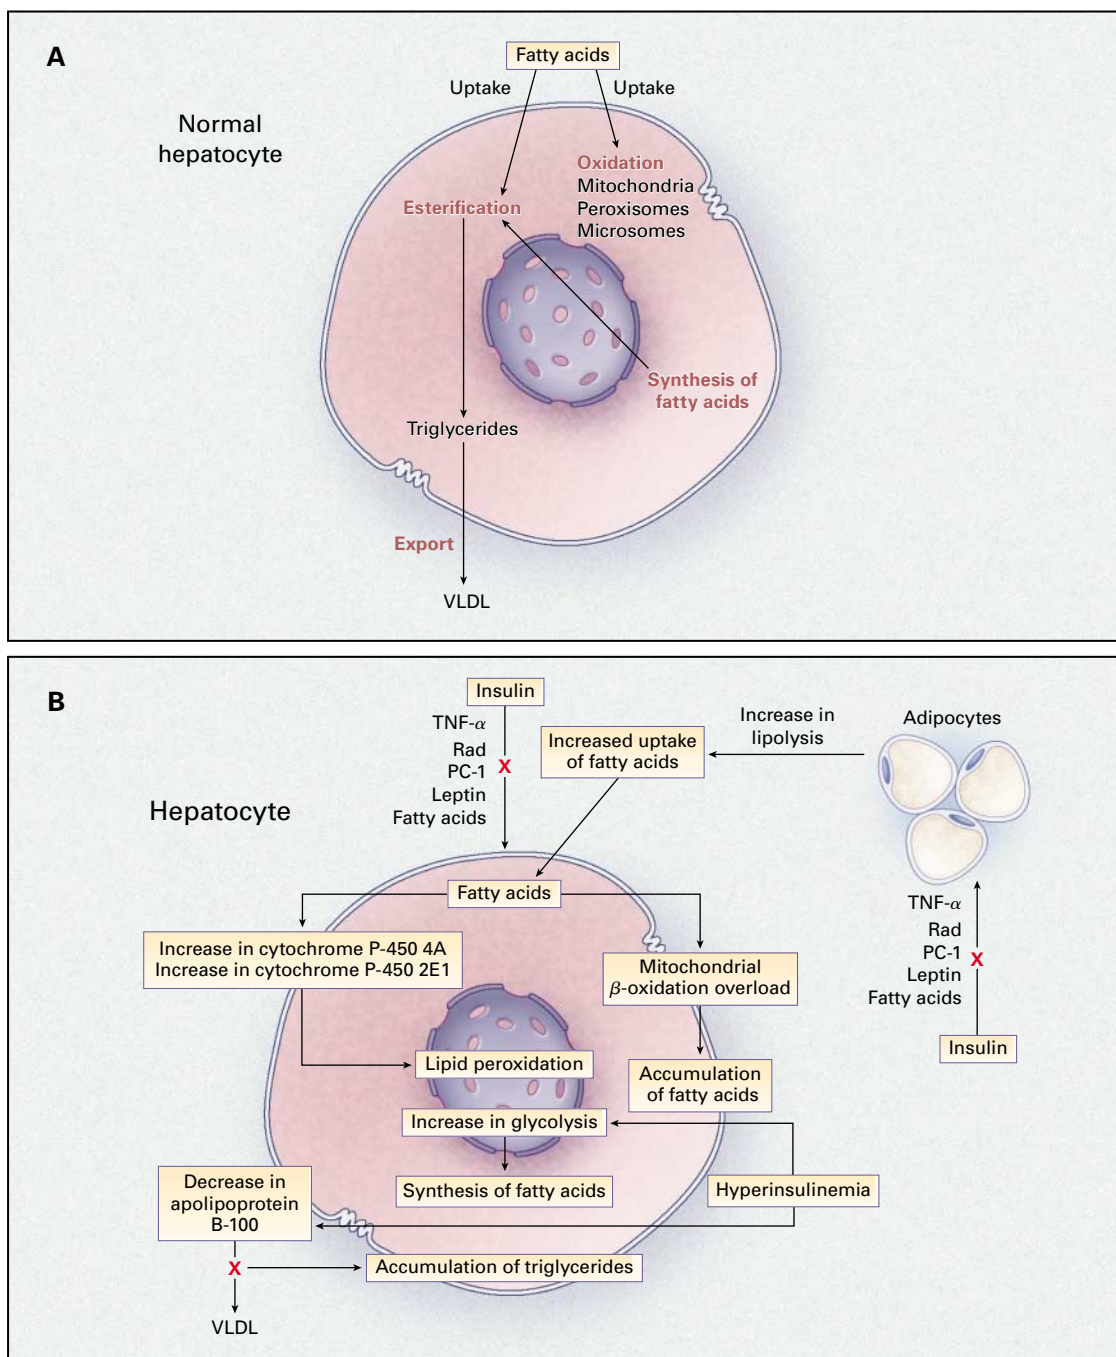 A
Normal
hepatocyte
Fatty acids
Uptake
Uptake
Oxidation
Mitochondria
Peroxisomes
Microsomes
Esterification
Synthesis of
fatty acids
Triglycerides
Export
VLDL
B
Hepatocyte
Insulin
TNF-α
Rad
PC-1
Leptin
Fatty acids
X
Increased uptake
of fatty acids
Increase in
lipolysis
Adipocytes
TNF-α
Rad
PC-1
Leptin
Fatty acids
X
Insulin
Fatty acids
Increase in cytochrome P-450 4A
Increase in cytochrome P-450 2E1
Mitochondrial
β-oxidation overload
Lipid peroxidation
Accumulation
of fatty acids
Increase in glycolysis
Synthesis of fatty acids
Hyperinsulinemia
Decrease in
apolipoprotein
B-100
X
Accumulation of triglycerides
VLDL